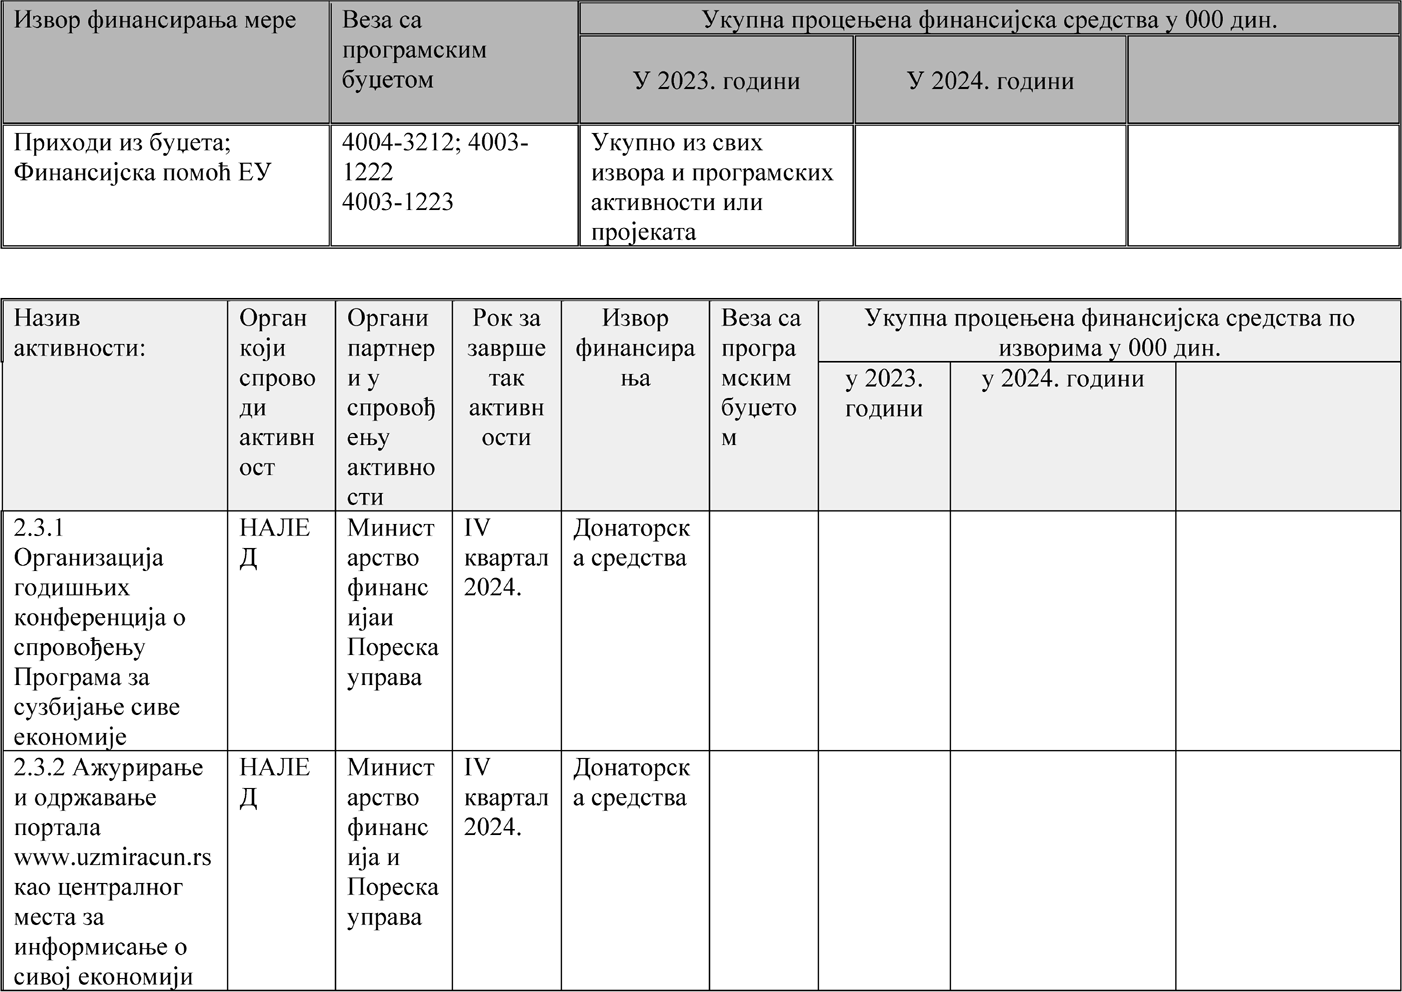 Извор финансирања мере
Веза са
програмским
буџетом
Укупна процењена финансијска средства у 000 дин.
У 2023. години
У 2024. години
Приходи из буџета;
Финансијска помоћ ЕУ
4004-3212; 4003-
1222
4003-1223
Укупно из свих
извора и програмских
активности или
пројеката
Назив
активности:
Орган
који
спрово
ди
активн
ост
Органи
партнер
и у
спровођ
ењу
активно
сти
Рок за
заврше
так
активн
ости
Извор
финансира
ња
Веза са
програ
мским
буџето
м
Укупна процењена финансијска средства по
изворима у 000 дин.
у 2023.
години
у 2024. години
2.3.1
Организација
годишњих
конференција о
спровођењу
Програма за
сузбијање сиве
економије
НАЛЕ
Д
Минист
арство
финанс
ијаи
Пореска
управа
IV
квартал
2024.
Донаторск
а средства
2.3.2 Ажурирање
и одржавање
портала
www.uzmiracun.rs
као централног
места за
информисање о
сивој економији
НАЛЕ
Д
Минист
арство
финанс
ија и
Пореска
управа
IV
квартал
2024.
Донаторск
а средства